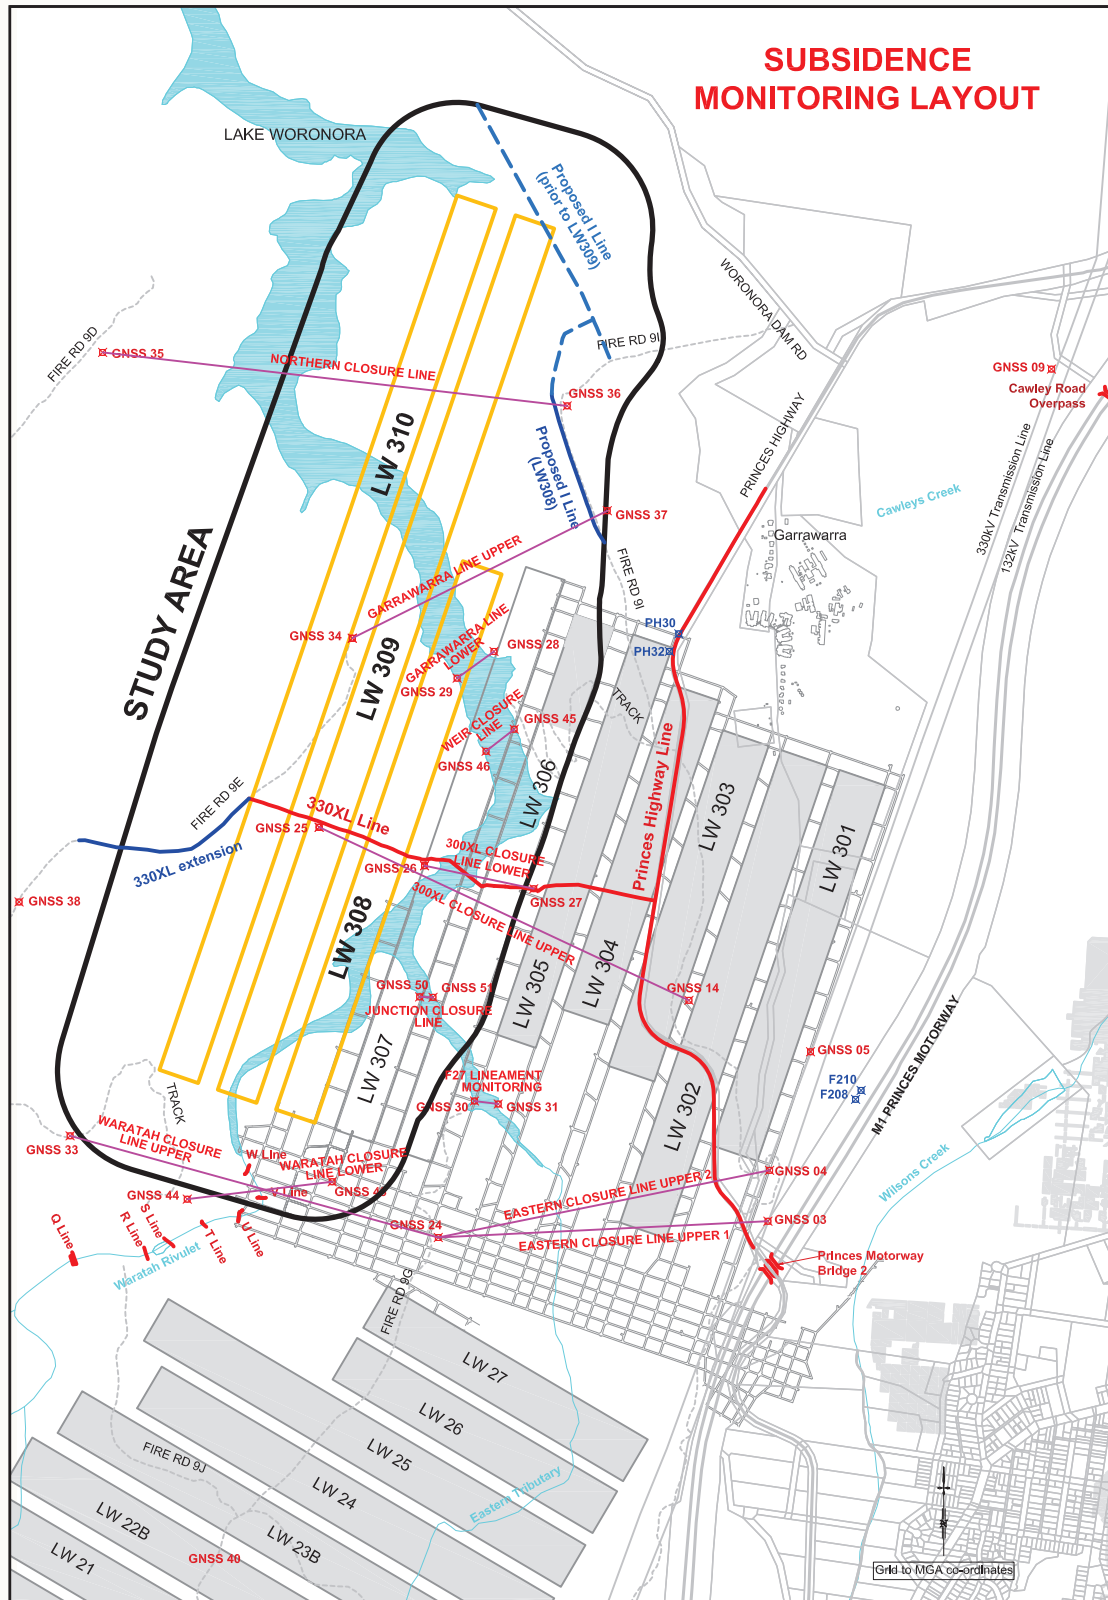 SUBSIDENCE
MONITORING LAYOUT
LAKE WORONORA
Proposed I Line
(prior to LW309)
WORONORA DAM RD
FIRE RD 9D
GNSS 35
NORTHERN CLOSURE LINE
FIRE RD 9I
GNSS 36
GNSS 09
Cawley Road
Overpass
PRINCES HIGHWAY
LW 310
Proposed I Line
(LW308)
Cawleys Creek
330kV Transmission Line
132kV Transmission Line
GNSS 37
Garrawarra
STUDY AREA
GARRAWARRA LINE UPPER
FIRE RD 9I
GNSS 34
PH30
PH32
LW 309
GARRAWARRA LINE
LOWER
GNSS 28
GNSS 29
TRACK
WEIR CLOSURE
LINE
GNSS 45
GNSS 46
LW 306
Princes Highway Line
LW 303
LW 301
FIRE RD 9E
330XL Line
GNSS 25
330XL extension
GNSS 26
300XL CLOSURE
LINE LOWER
GNSS 27
300XL CLOSURE LINE UPPER
GNSS 38
LW 308
LW 305
LW 304
GNSS 14
GNSS 50
GNSS 51
JUNCTION CLOSURE
LINE
LW 307
GNSS 05
F210
F208
M1 PRINCES MOTORWAY
F27 LINEAMENT
MONITORING
GNSS 30
GNSS 31
LW 302
TRACK
WARATAH CLOSURE
LINE UPPER
GNSS 33
W Line
WARATAH CLOSURE
LINE LOWER
GNSS 44
V Line
GNSS 04
EASTERN CLOSURE LINE UPPER 2
GNSS 24
GNSS 03
EASTERN CLOSURE LINE UPPER 1
Wilsons Creek
Q Line
R Line
S Line
T Line
U Line
Waratah Rivulet
Princes Motorway
Bridge 2
FIRE RD 9G
LW 27
LW 26
LW 25
LW 24
FIRE RD 9J
LW 23B
LW 22B
LW 21
GNSS 40
Eastern Tributary
Grid to MGA co-ordinates